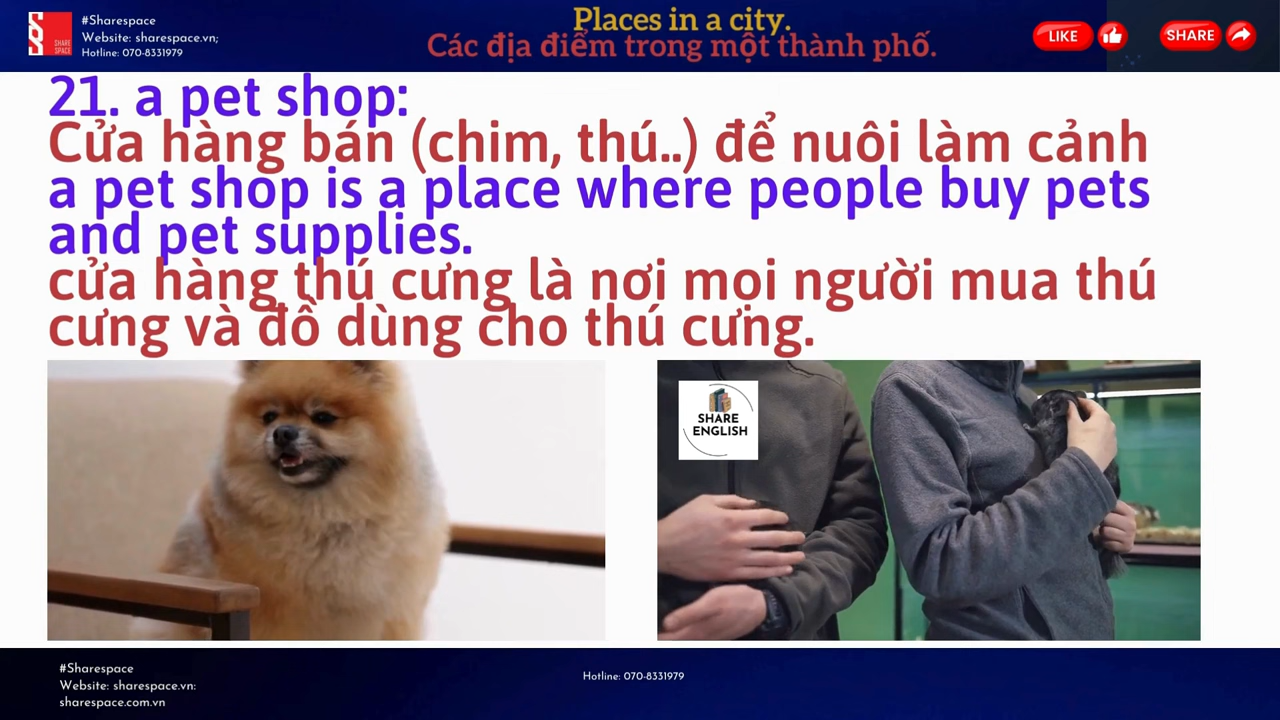 SHARE
SPACE
#Sharespace
Website: sharespace.vn;
Hotline: 070-8331979
Places in a city.
Các địa điểm trong một thành phố.
LIKE
SHARE
21. a pet shop:
Cửa hàng bán (chim, thú..) để nuôi làm cảnh
a pet shop is a place where people buy pets
and pet supplies.
cửa hàng thú cưng là nơi mọi người mua thú
cưng và đồ dùng cho thú cưng.
SHARE
ENGLISH
#Sharespace
Website: sharespace.vn:
sharespace.com.vn
Hotline: 070-8331979